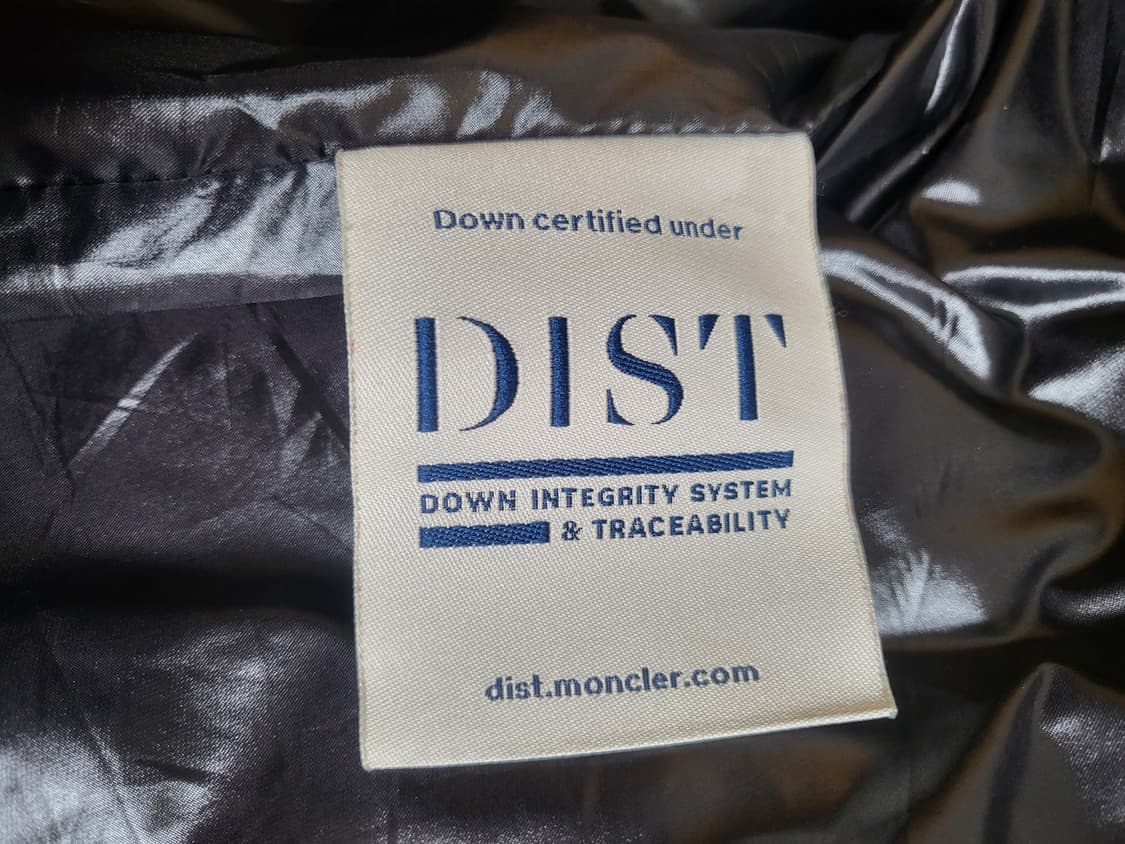 Down certified under
DIST
DOWN INTEGRITY SYSTEM
& TRACEABILITY
dist.moncler.com